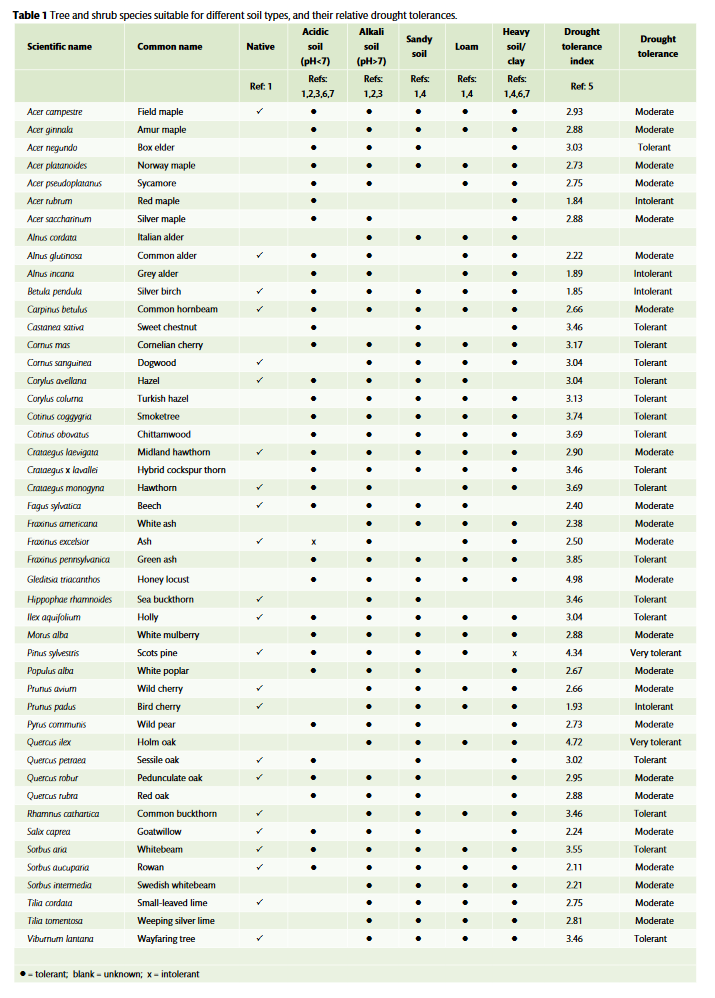 Table 1 Tree and shrub species suitable for different soil types, and their relative drought tolerances.
Scientific name Common name Native Acidic soil (pH<7) Alkali soil (pH>7) Sandy soil Loam Heavy soil/ clay Drought tolerance index Drought tolerance
Ref: 1 Refs: 1,2,3,6,7 Refs: 1,2,3 Refs: 1,4 Refs: 1,4 Refs: 1,4,6,7 Ref: 5
Acer campestre Field maple ✓ ● ● ● ● ● 2.93 Moderate
Acer ginnala Amur maple ● ● ● ● ● 2.88 Moderate
Acer negundo Box elder ● ● ● ● 3.03 Tolerant
Acer platanoides Norway maple ● ● ● ● ● 2.73 Moderate
Acer pseudoplatanus Sycamore ● ● ● ● 2.75 Moderate
Acer rubrum Red maple ● ● 1.84 Intolerant
Acer saccharinum Silver maple ● ● ● 2.88 Moderate
Alnus cordata Italian alder ● ● ● ●
Alnus glutinosa Common alder ✓ ● ● ● ● 2.22 Moderate
Alnus incana Grey alder ● ● ● ● 1.89 Intolerant
Betula pendula Silver birch ✓ ● ● ● ● ● 1.85 Intolerant
Carpinus betulus Common hornbeam ✓ ● ● ● ● ● 2.66 Moderate
Castanea sativa Sweet chestnut ● ● ● 3.46 Tolerant
Cornus mas Cornelian cherry ● ● ● ● ● 3.17 Tolerant
Cornus sanguinea Dogwood ✓ ● ● ● ● 3.04 Tolerant
Corylus avellana Hazel ✓ ● ● ● ● 3.04 Tolerant
Corylus colurna Turkish hazel ● ● ● ● ● 3.13 Tolerant
Cotinus coggygria Smoketree ● ● ● ● ● 3.74 Tolerant
Cotinus obovatus Chittamwood ● ● ● ● ● 3.69 Tolerant
Crataegus laevigata Midland hawthorn ✓ ● ● ● ● ● 2.90 Moderate
Crataegus x lavallei Hybrid cockspur thorn ● ● ● ● ● 3.46 Tolerant
Crataegus monogyna Hawthorn ✓ ● ● ● ● 3.69 Tolerant
Fagus sylvatica Beech ✓ ● ● ● ● 2.40 Moderate
Fraxinus americana White ash ● ● ● ● 2.38 Moderate
Fraxinus excelsior Ash ✓ x ● ● ● 2.50 Moderate
Fraxinus pennsylvanica Green ash ● ● ● ● ● 3.85 Tolerant
Gleditsia triacanthos Honey locust ● ● ● ● ● 4.98 Moderate
Hippophae rhamnoides Sea buckthorn ✓ ● ● 3.46 Tolerant
Ilex aquifolium Holly ✓ ● ● ● ● ● 3.04 Tolerant
Morus alba White mulberry ● ● ● ● ● 2.88 Moderate
Pinus sylvestris Scots pine ✓ ● ● ● ● x 4.34 Very tolerant
Populus alba White poplar ● ● ● ● 2.67 Moderate
Prunus avium Wild cherry ✓ ● ● ● ● 2.66 Moderate
Prunus padus Bird cherry ✓ ● ● ● ● 1.93 Intolerant
Pyrus communis Wild pear ● ● ● ● 2.73 Moderate
Quercus ilex Holm oak ● ● ● ● 4.72 Very tolerant
Quercus petraea Sessile oak ✓ ● ● ● 3.02 Tolerant
Quercus robur Pedunculate oak ✓ ● ● ● ● 2.95 Moderate
Quercus rubra Red oak ● ● ● ● 2.88 Moderate
Rhamnus cathartica Common buckthorn ✓ ● ● ● ● 3.46 Tolerant
Salix caprea Goatwillow ✓ ● ● ● ● 2.24 Moderate
Sorbus aria Whitebeam ✓ ● ● ● ● ● 3.55 Tolerant
Sorbus aucuparia Rowan ✓ ● ● ● ● ● 2.11 Moderate
Sorbus intermedia Swedish whitebeam ● ● ● ● 2.21 Moderate
Tilia cordata Small-leaved lime ✓ ● ● ● ● 2.75 Moderate
Tilia tomentosa Weeping silver lime ● ● ● ● 2.81 Moderate
Viburnum lantana Wayfaring tree ✓ ● ● ● ● 3.46 Tolerant
● = tolerant; blank = unknown; x = intolerant